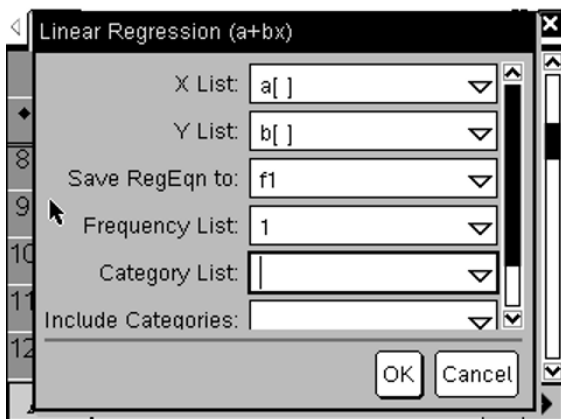 Linear Regression (a+bx)
X List: a[ ]
Y List: b[ ]
Save RegEqn to: f1
Frequency List: 1
Category List:
Include Categories:
OK Cancel
8
9
10
11
12